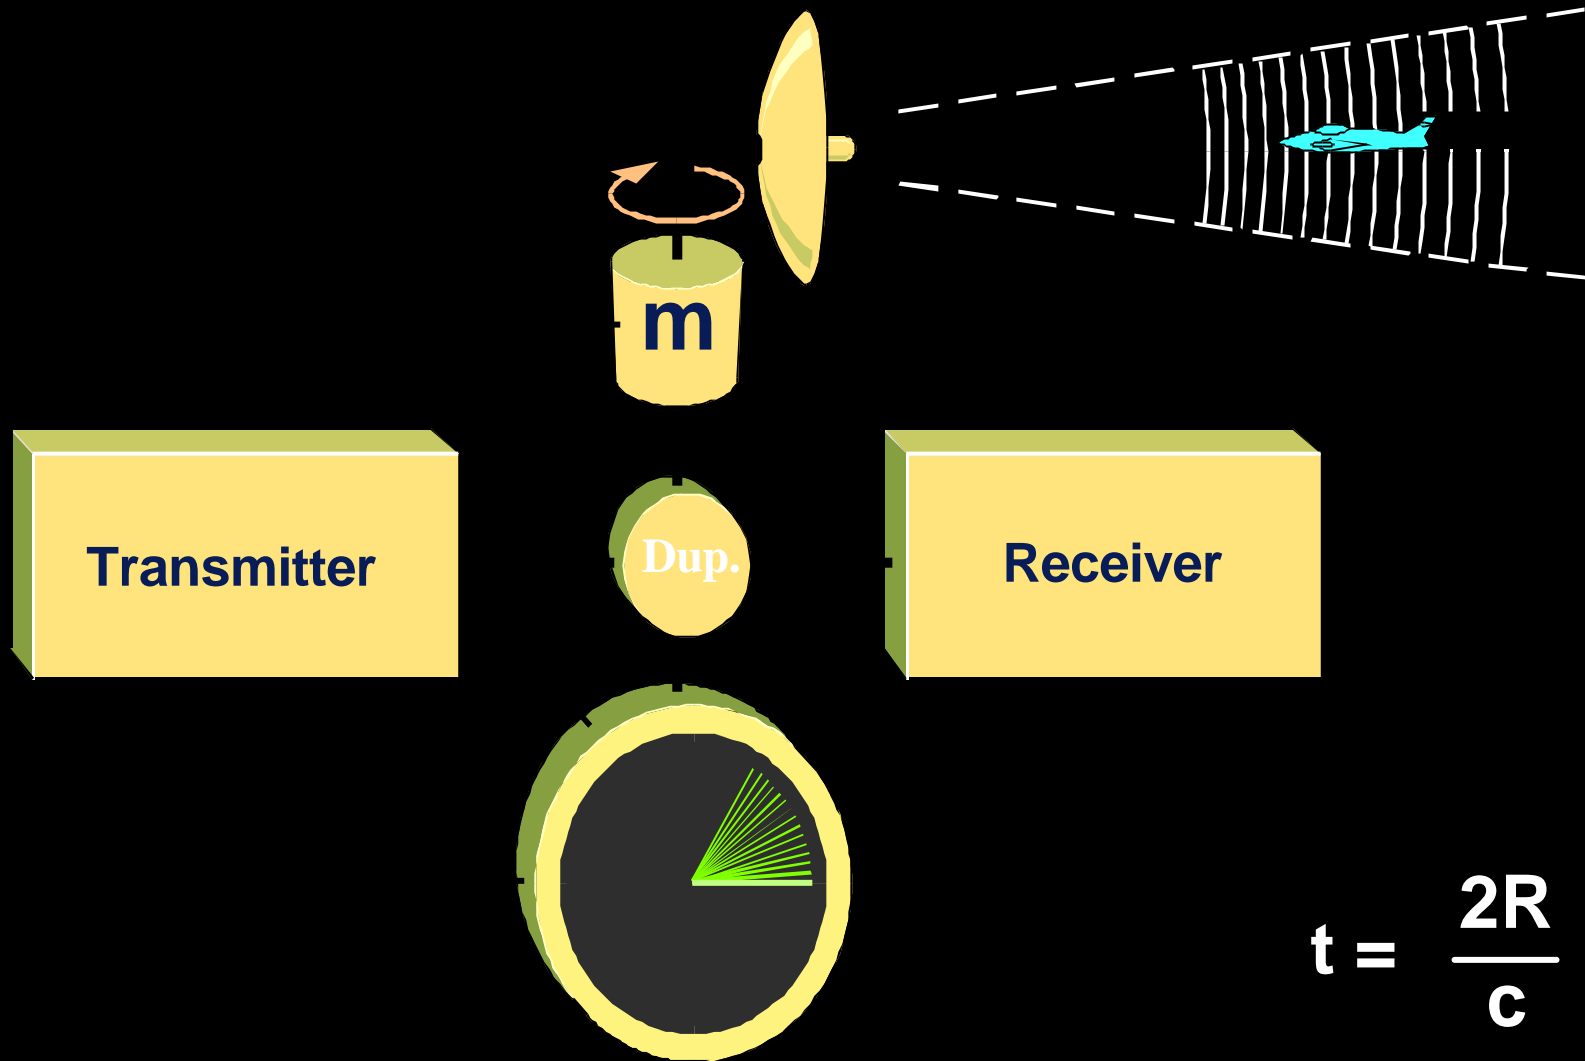 m
Transmitter
Dup.
Receiver
t = 2R
c